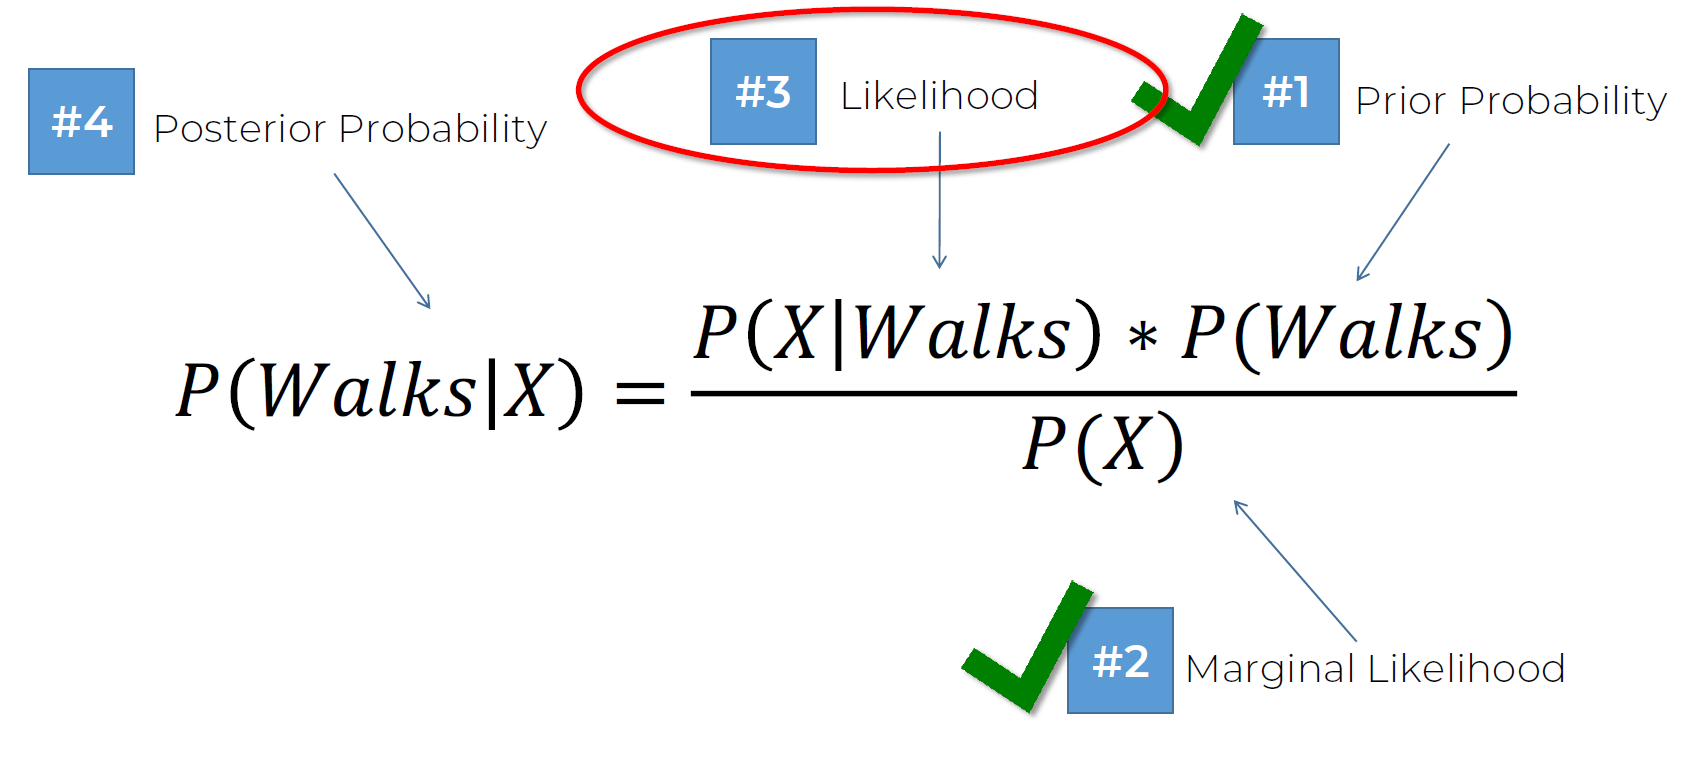 #4 Posterior Probability
#3 Likelihood
#1 Prior Probability
P(Walks|X) = P(X|Walks) * P(Walks)
P(X)
#2 Marginal Likelihood